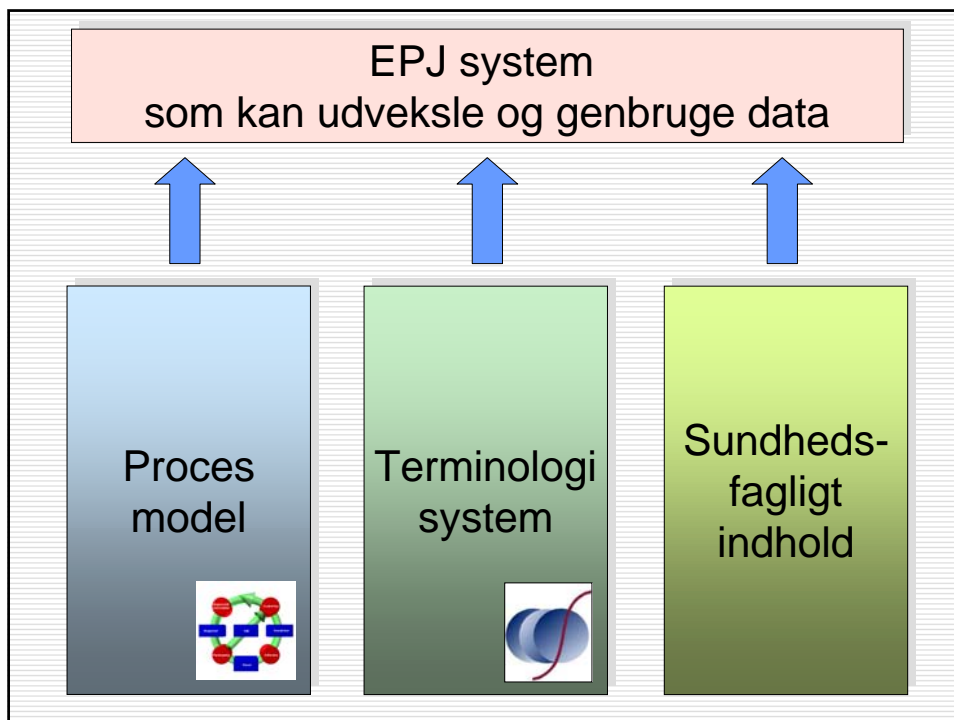 EPJ system
som kan udveksle og genbruge data
Proces
model
Terminologi
system
Sundheds-
fagligt
indhold